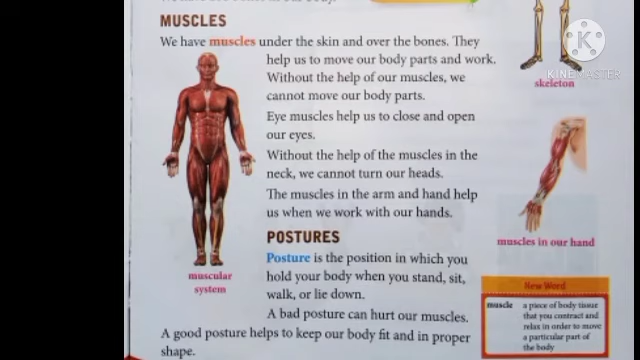 MUSCLES
We have muscles under the skin and over the bones. They
help us to move our body parts and work.
Without the help of our muscles, we
cannot move our body parts.
Eye muscles help us to close and open
our eyes.
Without the help of the muscles in the
neck, we cannot turn our heads.
The muscles in the arm and hand help
us when we work with our hands.
muscular
system
POSTURES
Posture is the position in which you
hold your body when you stand, sit,
walk, or lie down.
A bad posture can hurt our muscles.
A good posture helps to keep our body fit and in proper
shape.
KINEMASTER
skeleton
muscles in our hand
New Word
muscle a piece of body tissue
that you contract and
relax in order to move
a particular part of
the body